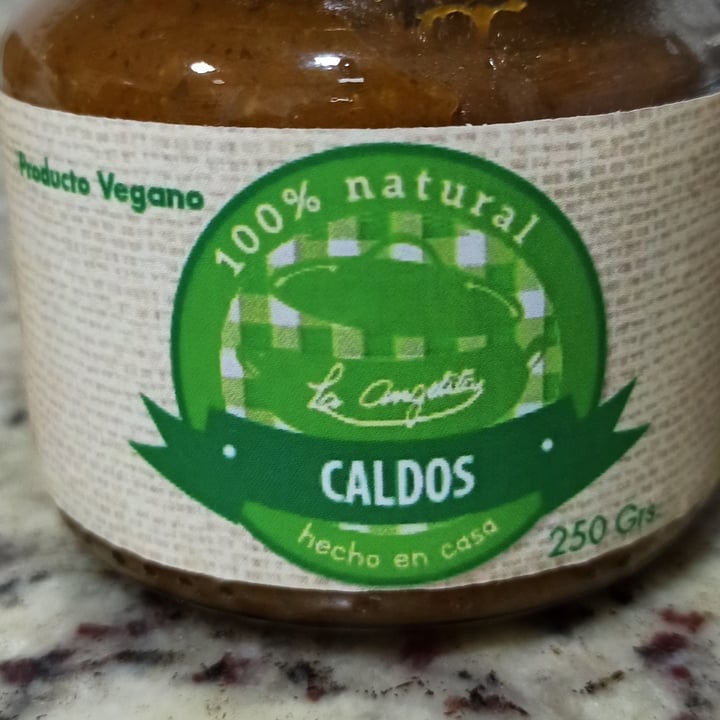 Producto Vegano
100% natural
CALDOS
hecho en casa
250 Grs.